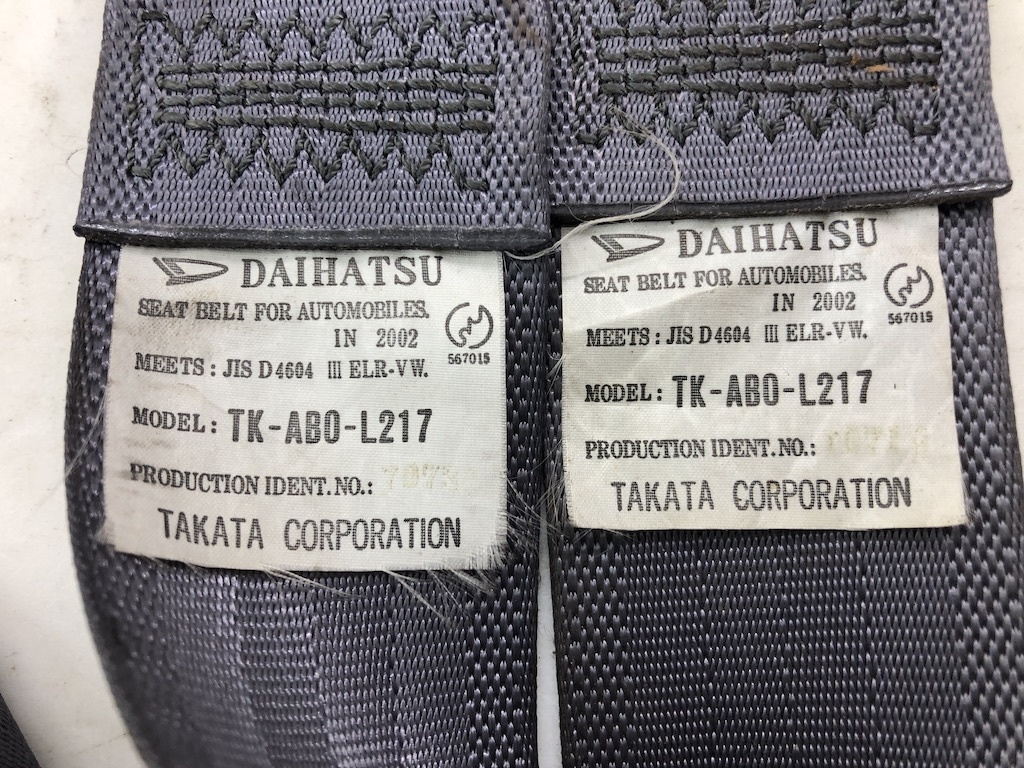 DAIHATSU
SEAT BELT FOR AUTOMOBILES.
IN 2002
567015
MEETS: JIS D4604 III ELR-VW.
MODEL: TK-ABO-L217
PRODUCTION IDENT.NO.:
TAKATA CORPORATION
DAIHATSU
SEAT BELT FOR AUTOMOBILES.
IN 2002
567015
MEETS: JIS D4604 III ELR-VW.
MODEL: TK-ABO-L217
PRODUCTION IDENT.NO.:
TAKATA CORPORATION